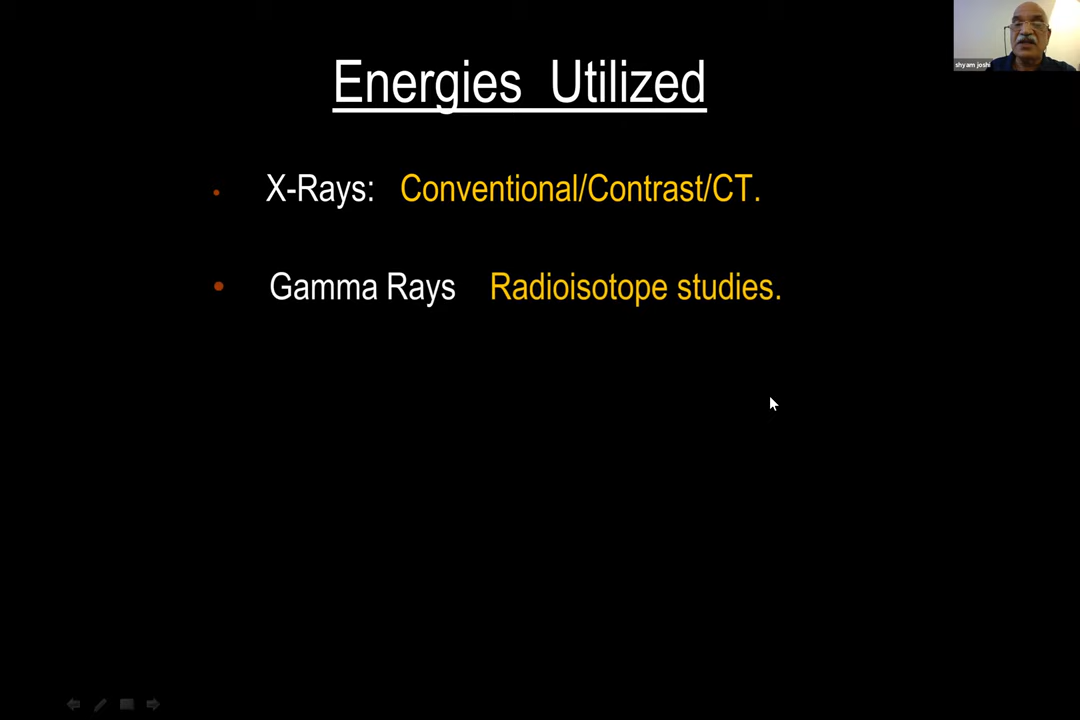 shyam joshi
Energies Utilized
• X-Rays: Conventional/Contrast/CT.
• Gamma Rays Radioisotope studies.